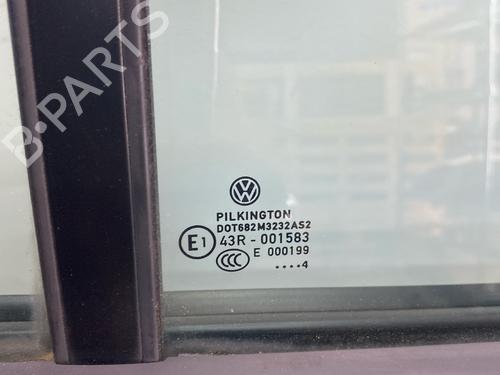 B-PARTS
PILKINGTON
DOT682M3232AS2
E1 43R - 001583
CCC E 000199
....4